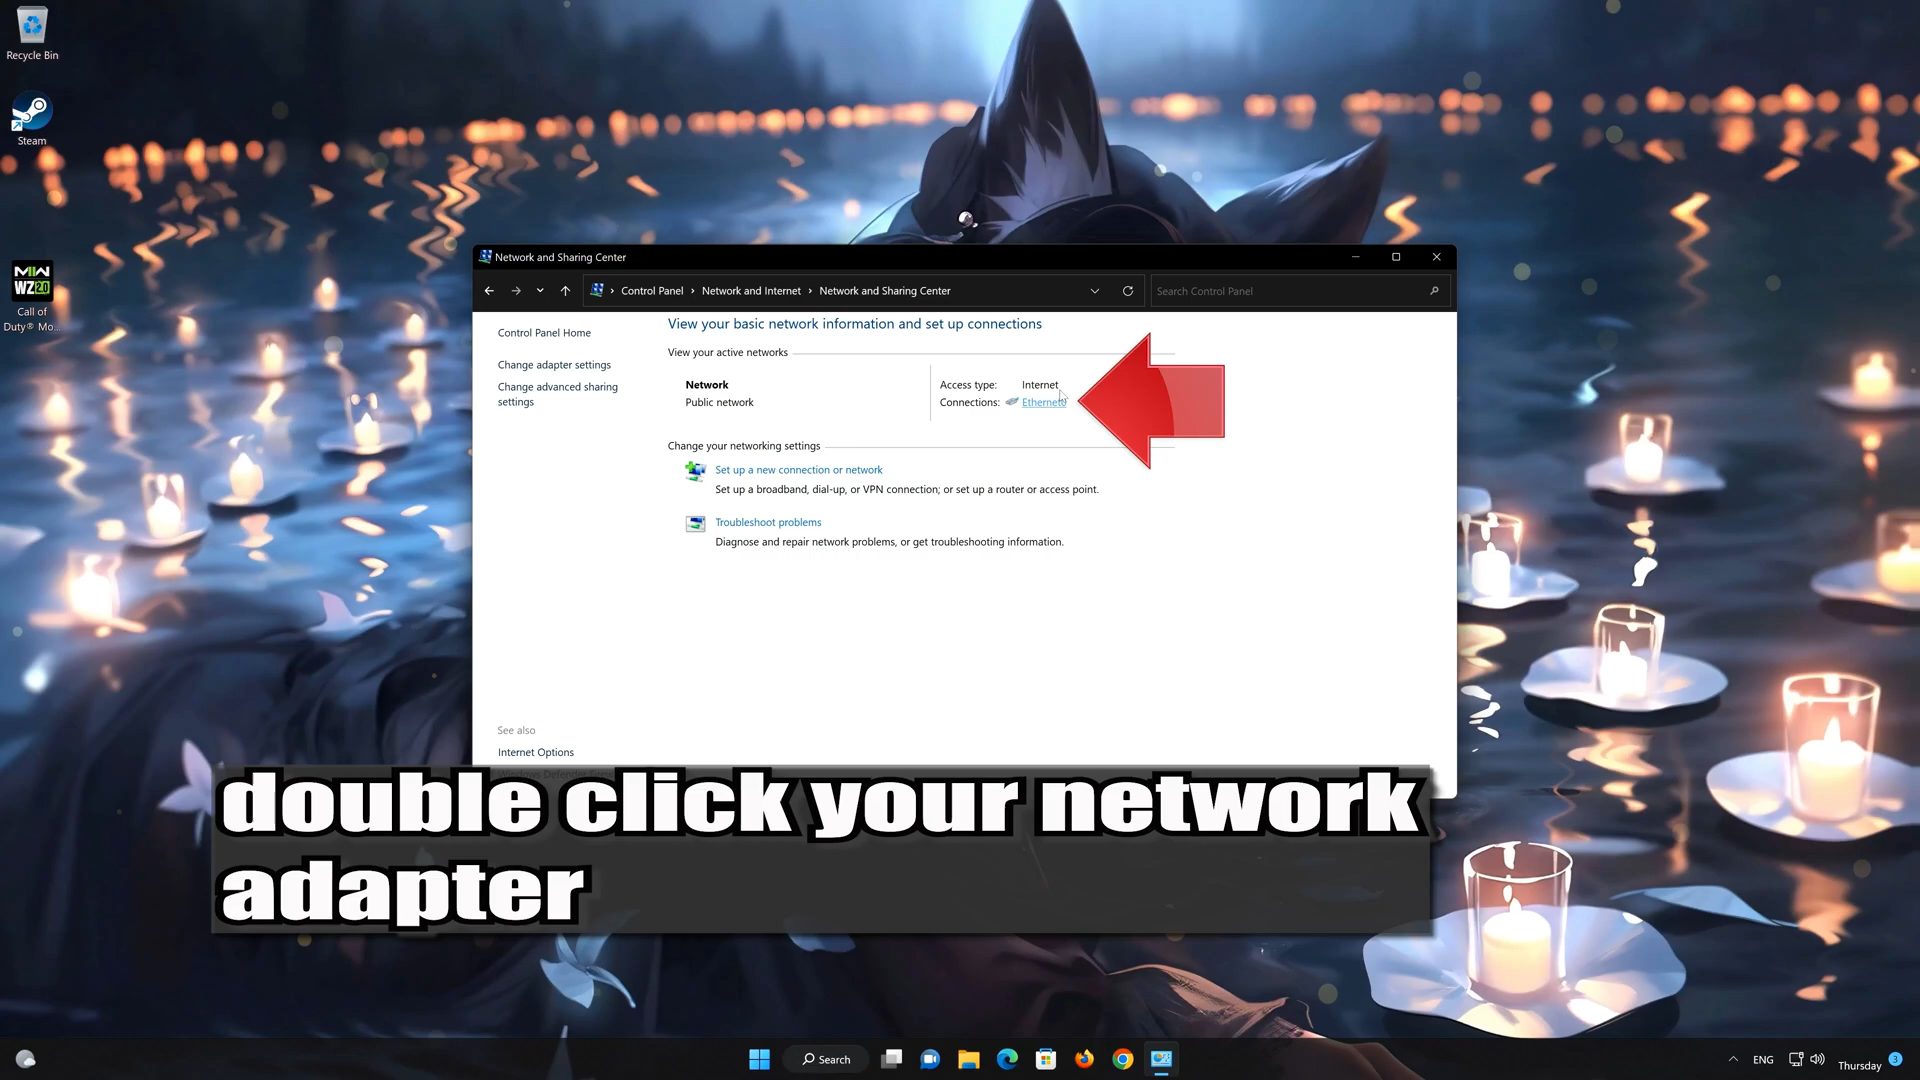 Recycle Bin
Steam
MW
WZ 2.0
Call of
Duty® Mo...
Network and Sharing Center
Control Panel > Network and Internet > Network and Sharing Center
Search Control Panel
Control Panel Home
Change adapter settings
Change advanced sharing
settings
View your basic network information and set up connections
View your active networks
Network
Public network
Access type: Internet
Connections: Ethernet0
Change your networking settings
Set up a new connection or network
Set up a broadband, dial-up, or VPN connection; or set up a router or access point.
Troubleshoot problems
Diagnose and repair network problems, or get troubleshooting information.
See also
Internet Options
double click your network
adapter
Search
ENG
Thursday
3